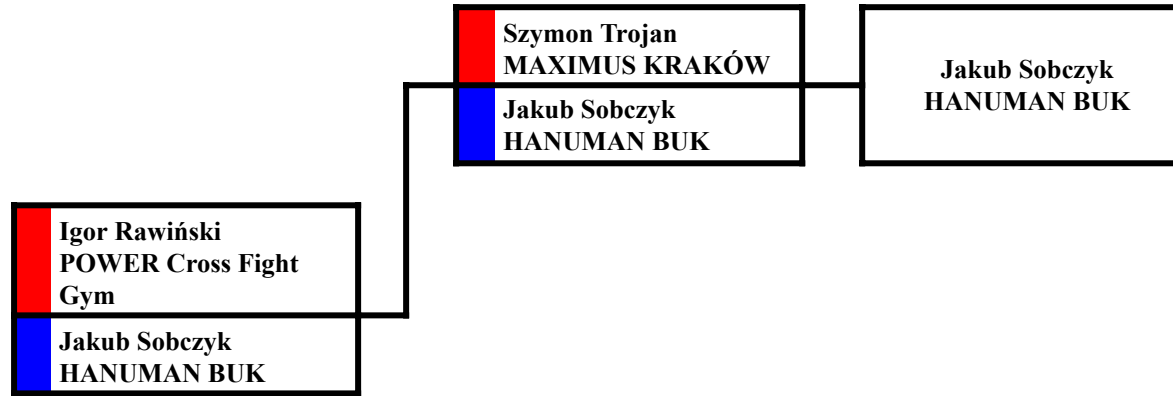 Szymon Trojan
MAXIMUS KRAKÓW
Jakub Sobczyk
HANUMAN BUK
Jakub Sobczyk
HANUMAN BUK
Igor Rawiński
POWER Cross Fight
Gym
Jakub Sobczyk
HANUMAN BUK